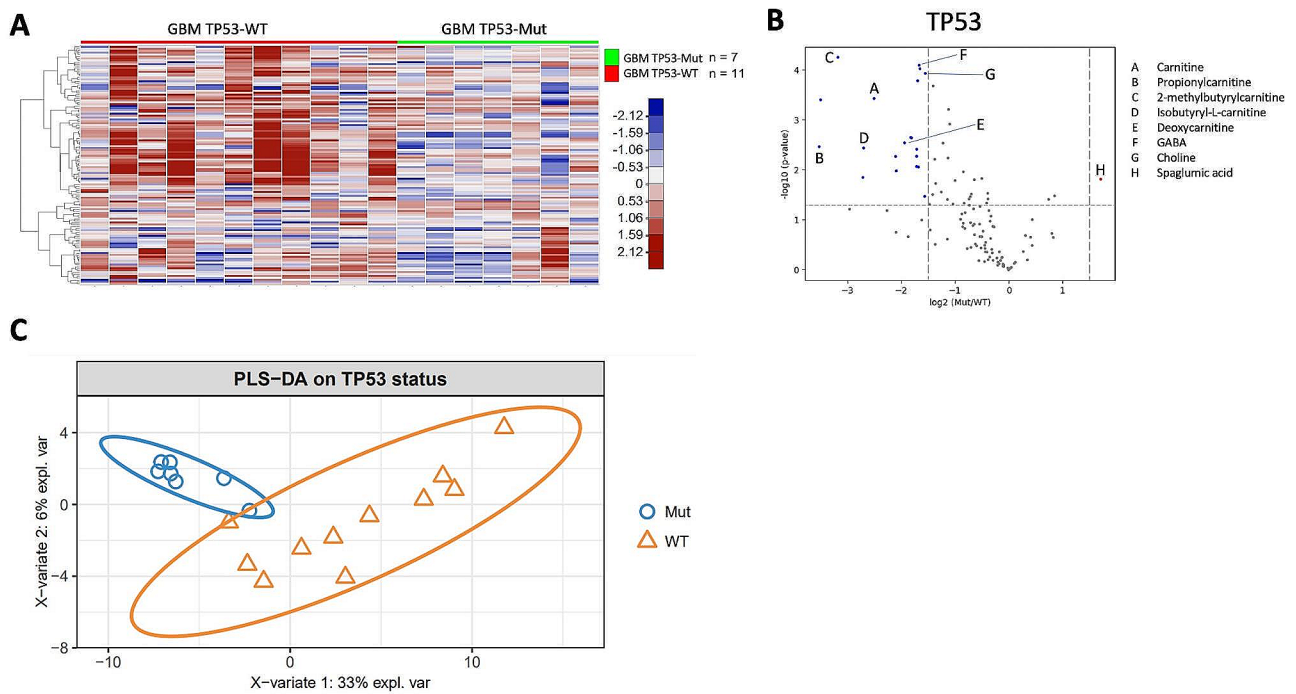 A
GBM TP53-WT
GBM TP53-Mut
GBM TP53-Mut n = 7
GBM TP53-WT n = 11
-2.12
-1.59
-1.06
-0.53
0
0.53
1.06
1.59
2.12
B
TP53
-log10 (p-value)
4
3
2
1
0
C
F
G
A
E
D
B
H
−3
−2
−1
0
1
log2 (Mut/WT)
A Carnitine
B Propionylcarnitine
C 2-methylbutyrylcarnitine
D Isobutyryl-L-carnitine
E Deoxycarnitine
F GABA
G Choline
H Spaglumic acid
C
PLS−DA on TP53 status
X−variate 2: 6% expl. var
4
0
−4
−8
−10
0
10
X−variate 1: 33% expl. var
Mut
WT